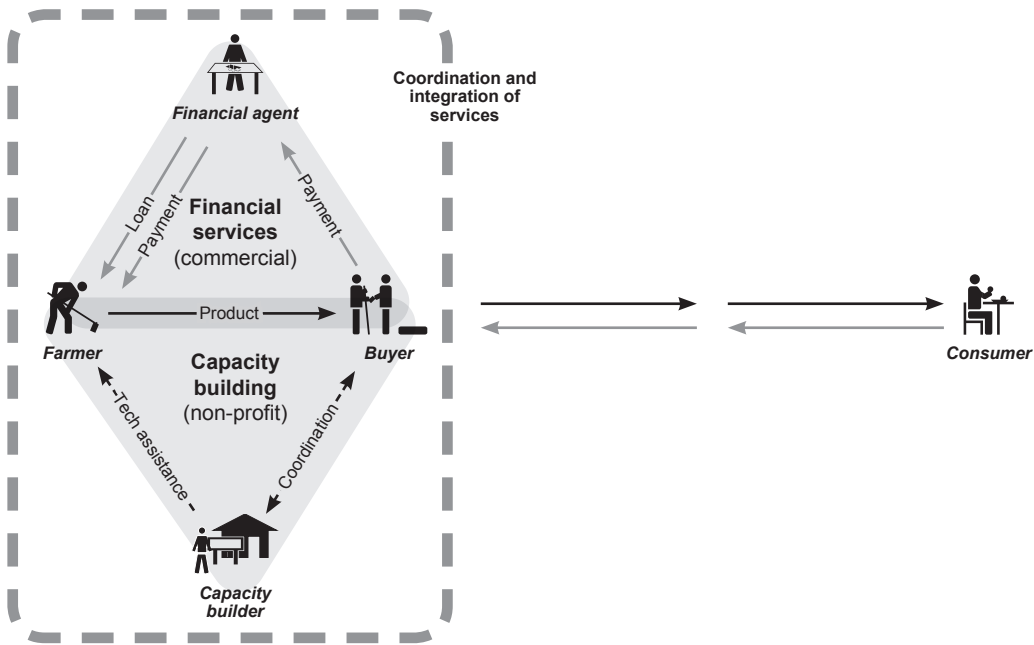 Coordination and
integration of
services
Financial agent
Loan
Payment
Payment
Financial
services
(commercial)
Product
Farmer
Buyer
Consumer
Capacity
building
(non-profit)
Tech assistance
Coordination
Capacity
builder